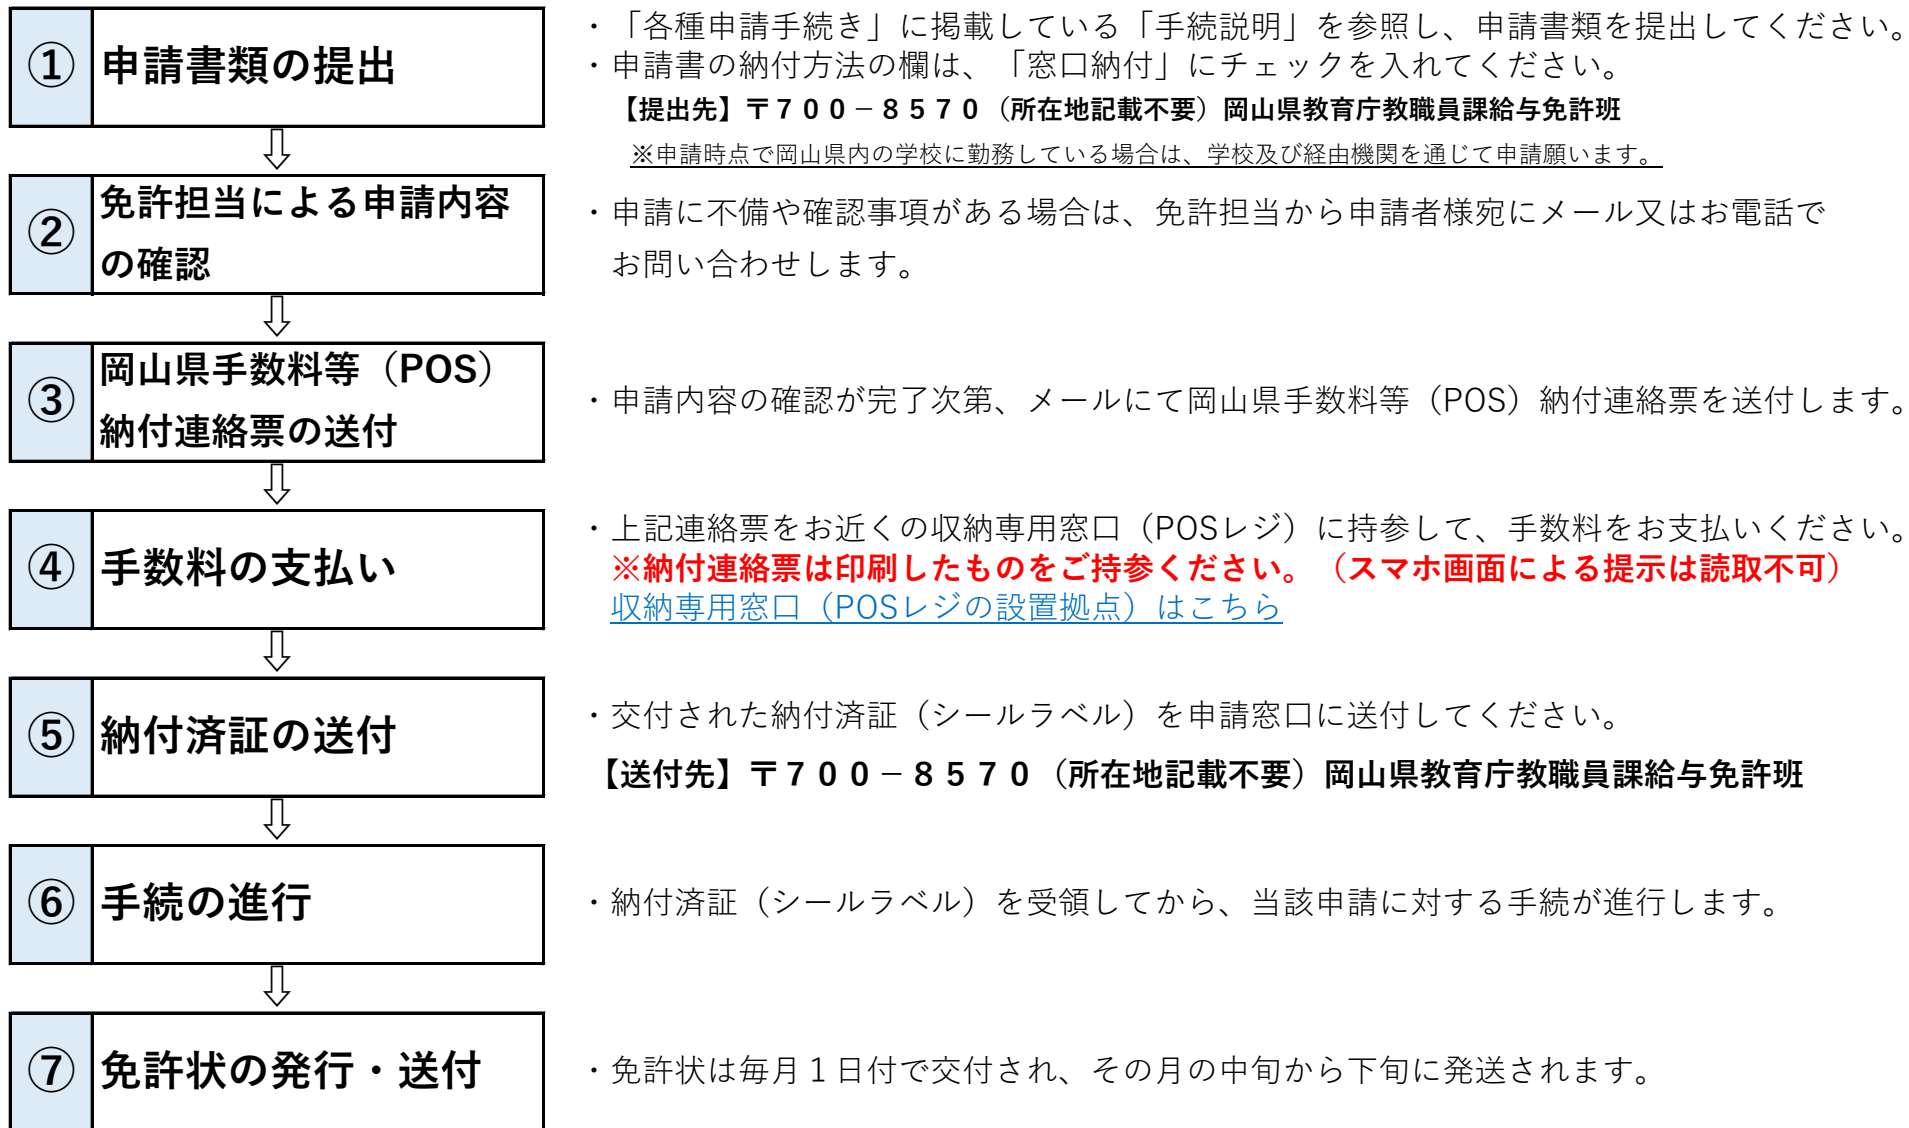 ① 申請書類の提出
・「各種申請手続き」に掲載している「手続説明」を参照し、申請書類を提出してください。
・申請書の納付方法の欄は、「窓口納付」にチェックを入れてください。
【提出先】〒７００－８５７０（所在地記載不要）岡山県教育庁教職員課給与免許班
※申請時点で岡山県内の学校に勤務している場合は、学校及び経由機関を通じて申請願います。
⇩
② 免許担当による申請内容
の確認
・申請に不備や確認事項がある場合は、免許担当から申請者様宛にメール又はお電話で
お問い合わせします。
⇩
③ 岡山県手数料等（POS）
納付連絡票の送付
・申請内容の確認が完了次第、メールにて岡山県手数料等（POS）納付連絡票を送付します。
⇩
④ 手数料の支払い
・上記連絡票をお近くの収納専用窓口（POSレジ）に持参して、手数料をお支払いください。
※納付連絡票は印刷したものをご持参ください。（スマホ画面による提示は読取不可）
収納専用窓口（POSレジの設置拠点）はこちら
⇩
⑤ 納付済証の送付
・交付された納付済証（シールラベル）を申請窓口に送付してください。
【送付先】〒７００－８５７０（所在地記載不要）岡山県教育庁教職員課給与免許班
⇩
⑥ 手続の進行
・納付済証（シールラベル）を受領してから、当該申請に対する手続が進行します。
⇩
⑦ 免許状の発行・送付
・免許状は毎月１日付で交付され、その月の中旬から下旬に発送されます。